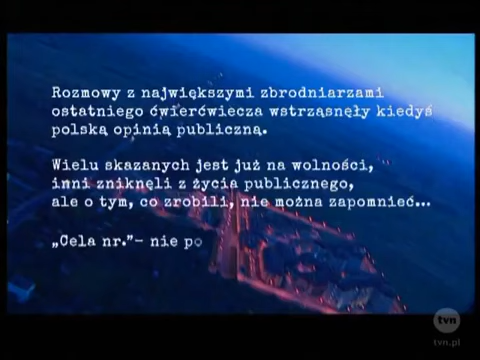 Rozmowy z największymi zbrodniarzami
ostatniego ćwierćwiecza wstrząsnęły kiedyś
polską opinią publiczną.
Wielu skazanych jest już na wolności,
inni zniknęli z życia publicznego,
ale o tym, co zrobili, nie można zapomnieć...
„Cela nr.”- nie po
tvn
tvn.pl